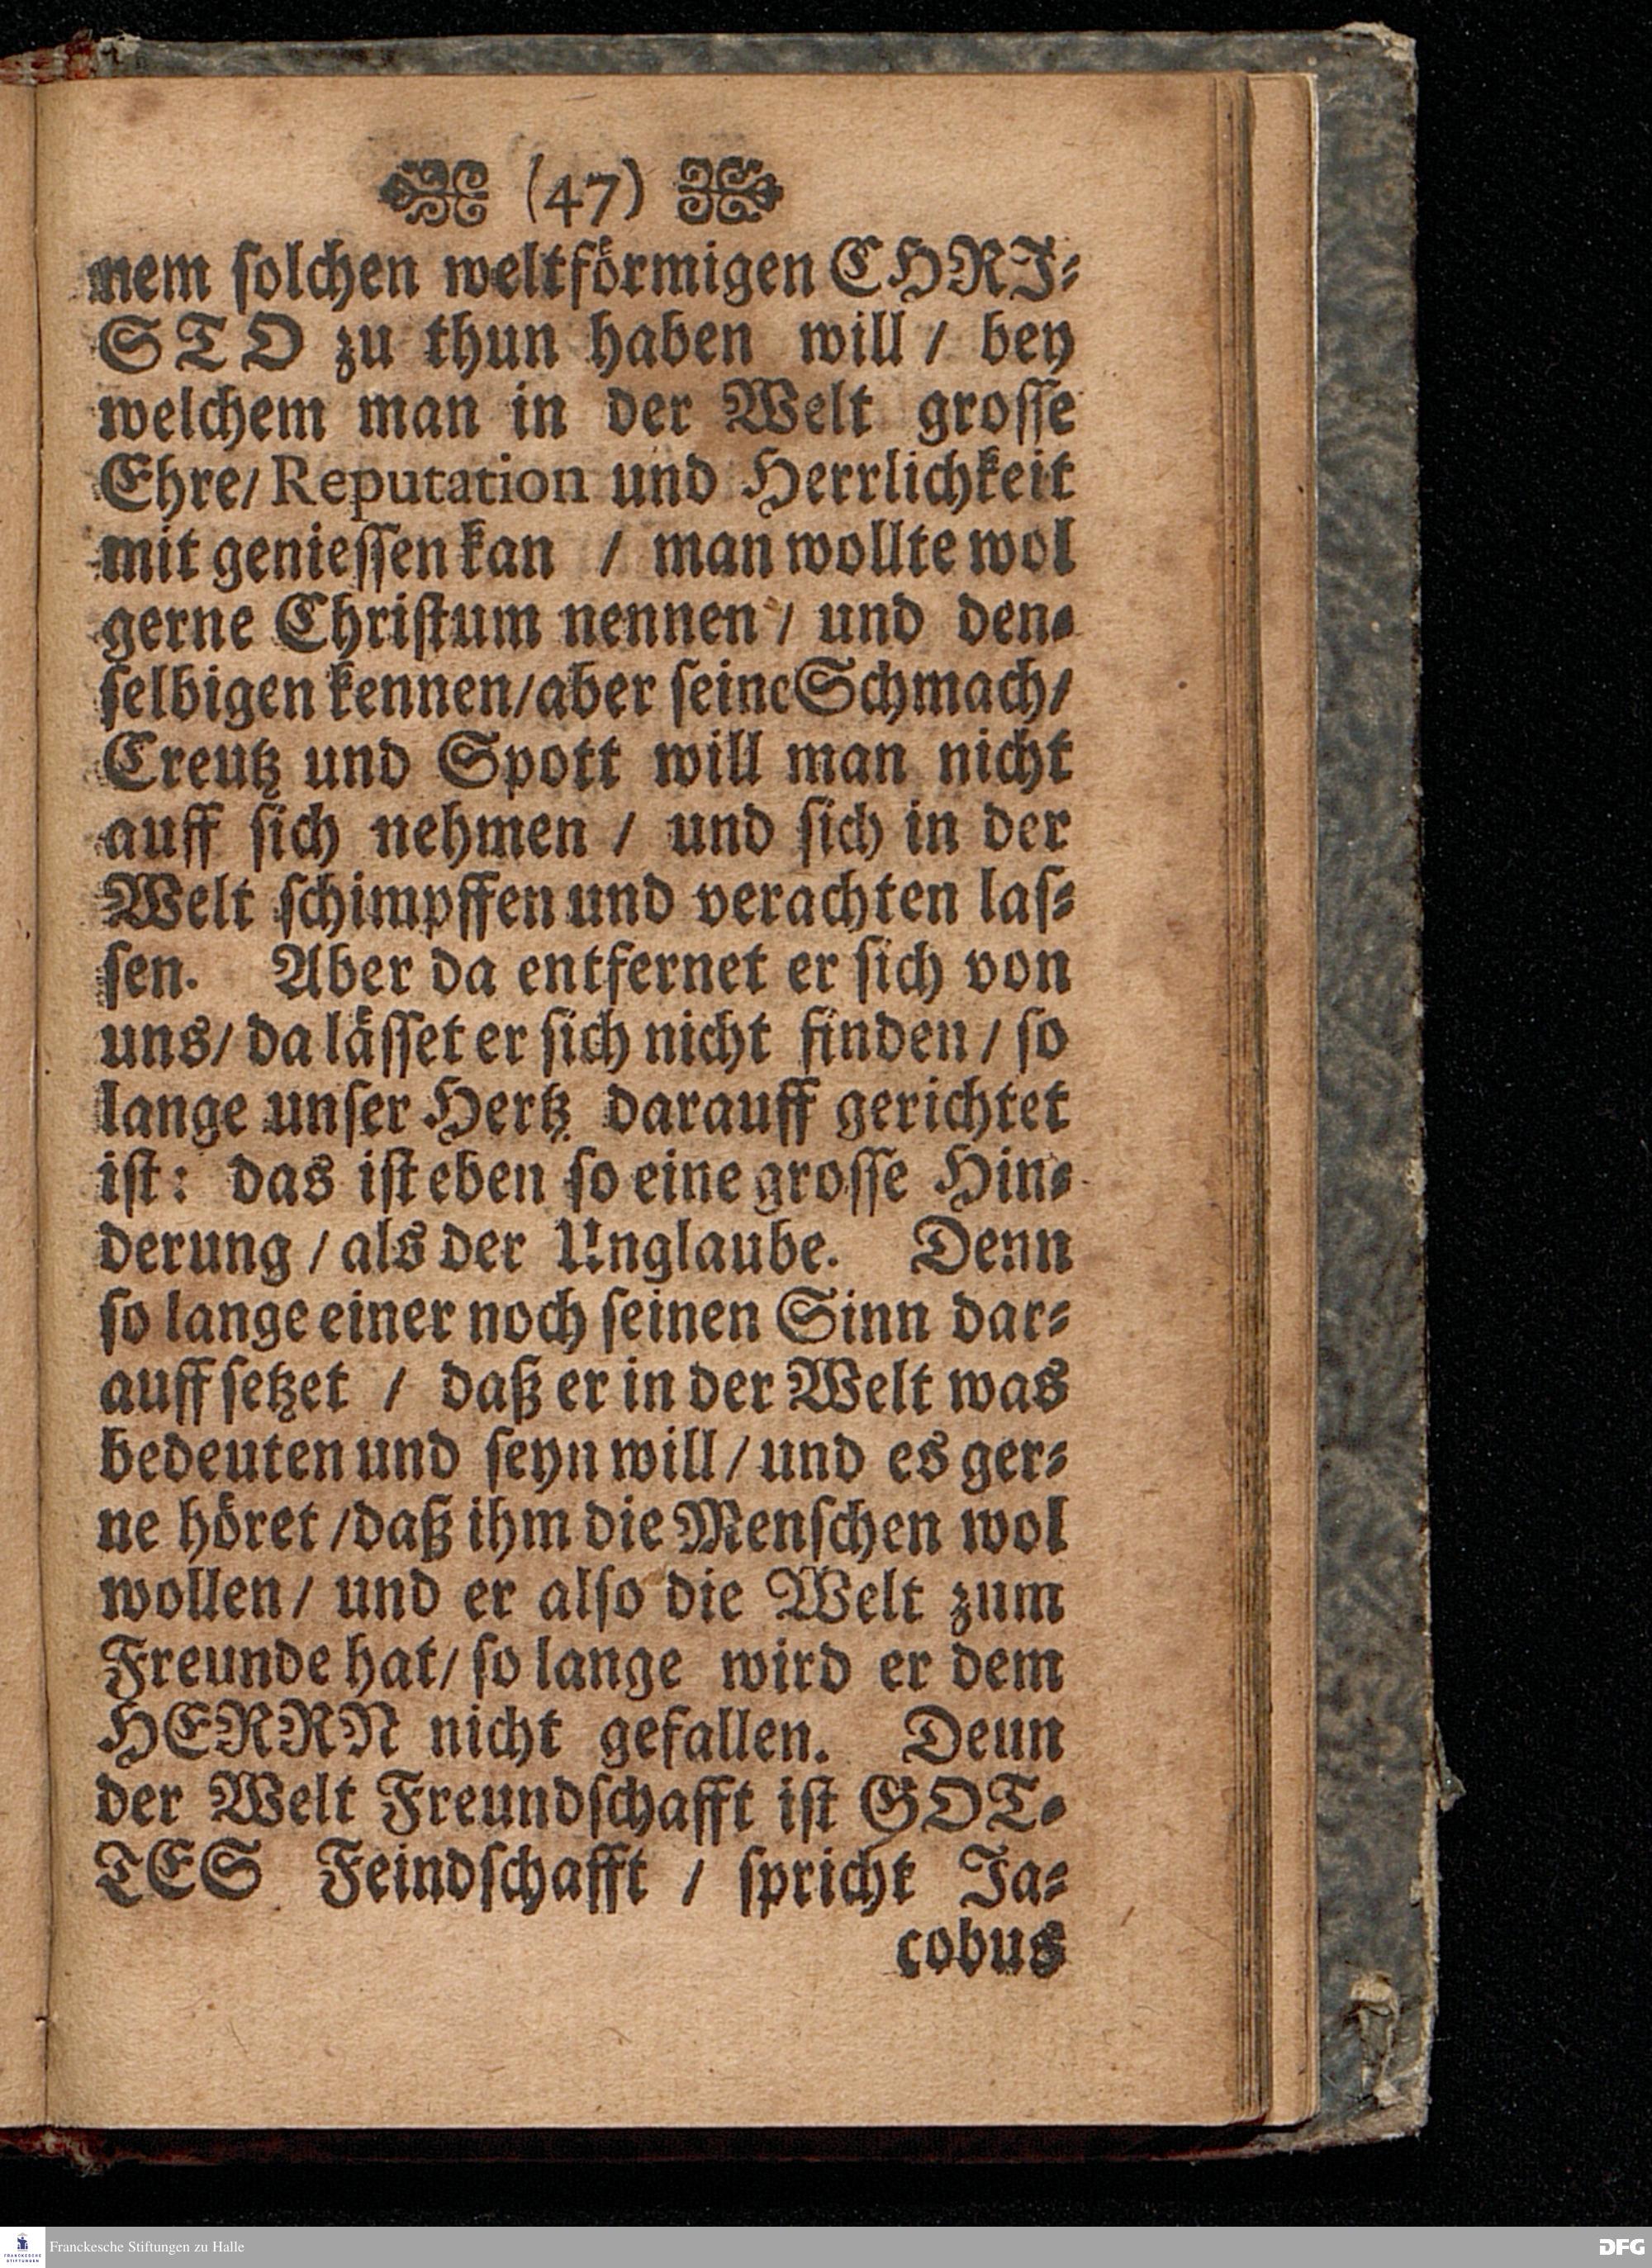 (47)
nem ſolchen weltförmigen CHRI⸗
STO zu thun haben will / bey
welchem man in der Welt groſſe
Ehre/ Reputation und Herrlichkeit
mit genieſſen kan / man wollte wol
gerne Chriſtum nennen / und den⸗
ſelbigen kennen/aber ſeine Schmach/
Creutz und Spott will man nicht
auff ſich nehmen / und ſich in der
Welt ſchimpffen und verachten laſ⸗
ſen. Aber da entfernet er ſich von
uns/ da läſſet er ſich nicht finden / ſo
lange unſer Hertz darauff gerichtet
iſt: das iſt eben ſo eine groſſe Hin⸗
derung / als der Unglaube. Denn
ſo lange einer noch ſeinen Sinn dar⸗
auff ſetzet / daß er in der Welt was
bedeuten und ſeyn will / und es ger⸗
ne höret /daß ihm die Menſchen wol
wollen/ und er alſo die Welt zum
Freunde hat/ ſo lange wird er dem
HERRN nicht gefallen. Deun
der Welt Freundſchafft iſt GOT⸗
TES Feindſchafft / ſpricht Ja⸗
cobus
FRANCKESCHE STIFTUNGEN
Franckesche Stiftungen zu Halle
DFG